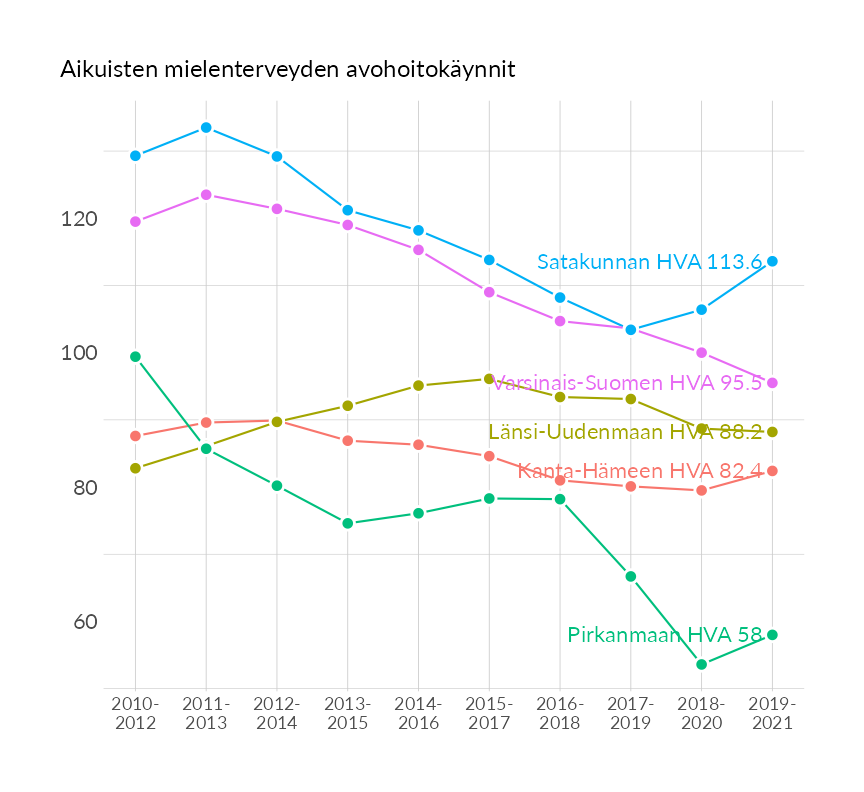 Aikuisten mielenterveyden avohoitokäynnit
120
100
80
60
Satakunnan HVA 113.6
Varsinais-Suomen HVA 95.5
Länsi-Uudenmaan HVA 88.2
Kanta-Hämeen HVA 82.4
Pirkanmaan HVA 58
2010- 2011- 2012- 2013- 2014- 2015- 2016- 2017- 2018- 2019-
2012 2013 2014 2015 2016 2017 2018 2019 2020 2021